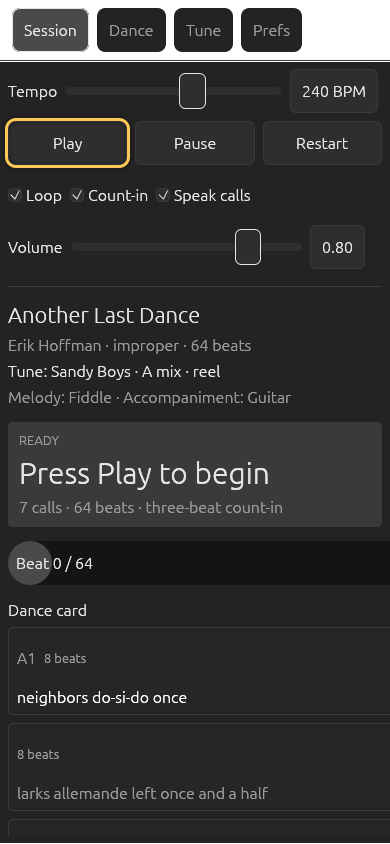 Session Dance Tune Prefs
Tempo 240 BPM
Play Pause Restart
Loop Count-in Speak calls
Volume 0.80
Another Last Dance
Erik Hoffman · improper · 64 beats
Tune: Sandy Boys · A mix · reel
Melody: Fiddle · Accompaniment: Guitar
READY
Press Play to begin
7 calls · 64 beats · three-beat count-in
Beat 0 / 64
Dance card
A1 8 beats
neighbors do-si-do once
8 beats
larks allemande left once and a half